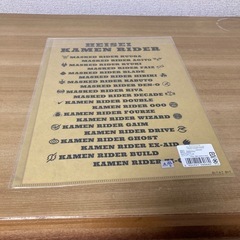 HEISEI
KAMEN RIDER
MASKED RIDER KUUGA
MASKED RIDER AGITO
MASKED RIDER RYUKI
MASKED RIDER FAIZ
MASKED RIDER BLADE
MASKED RIDER HIBIKI
MASKED RIDER KABUTO
MASKED RIDER DEN-O
MASKED RIDER KIVA
MASKED RIDER DECADE
KAMEN RIDER DOUBLE
KAMEN RIDER OOO
KAMEN RIDER FOURZE
KAMEN RIDER WIZARD
KAMEN RIDER GAIM
KAMEN RIDER DRIVE
KAMEN RIDER GHOST
KAMEN RIDER EX-AID
KAMEN RIDER BUILD
KAMEN RIDER ZI-O